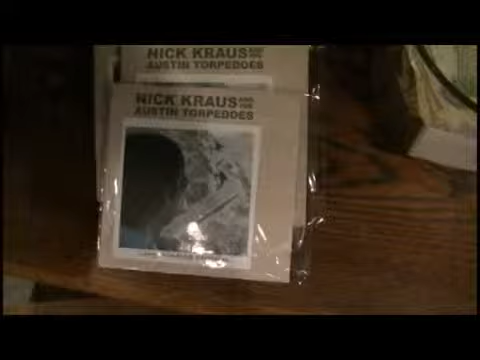 NICK KRAUS AND THE
AUSTIN TORPEDOES
NICK KRAUS AND THE
AUSTIN TORPEDOES